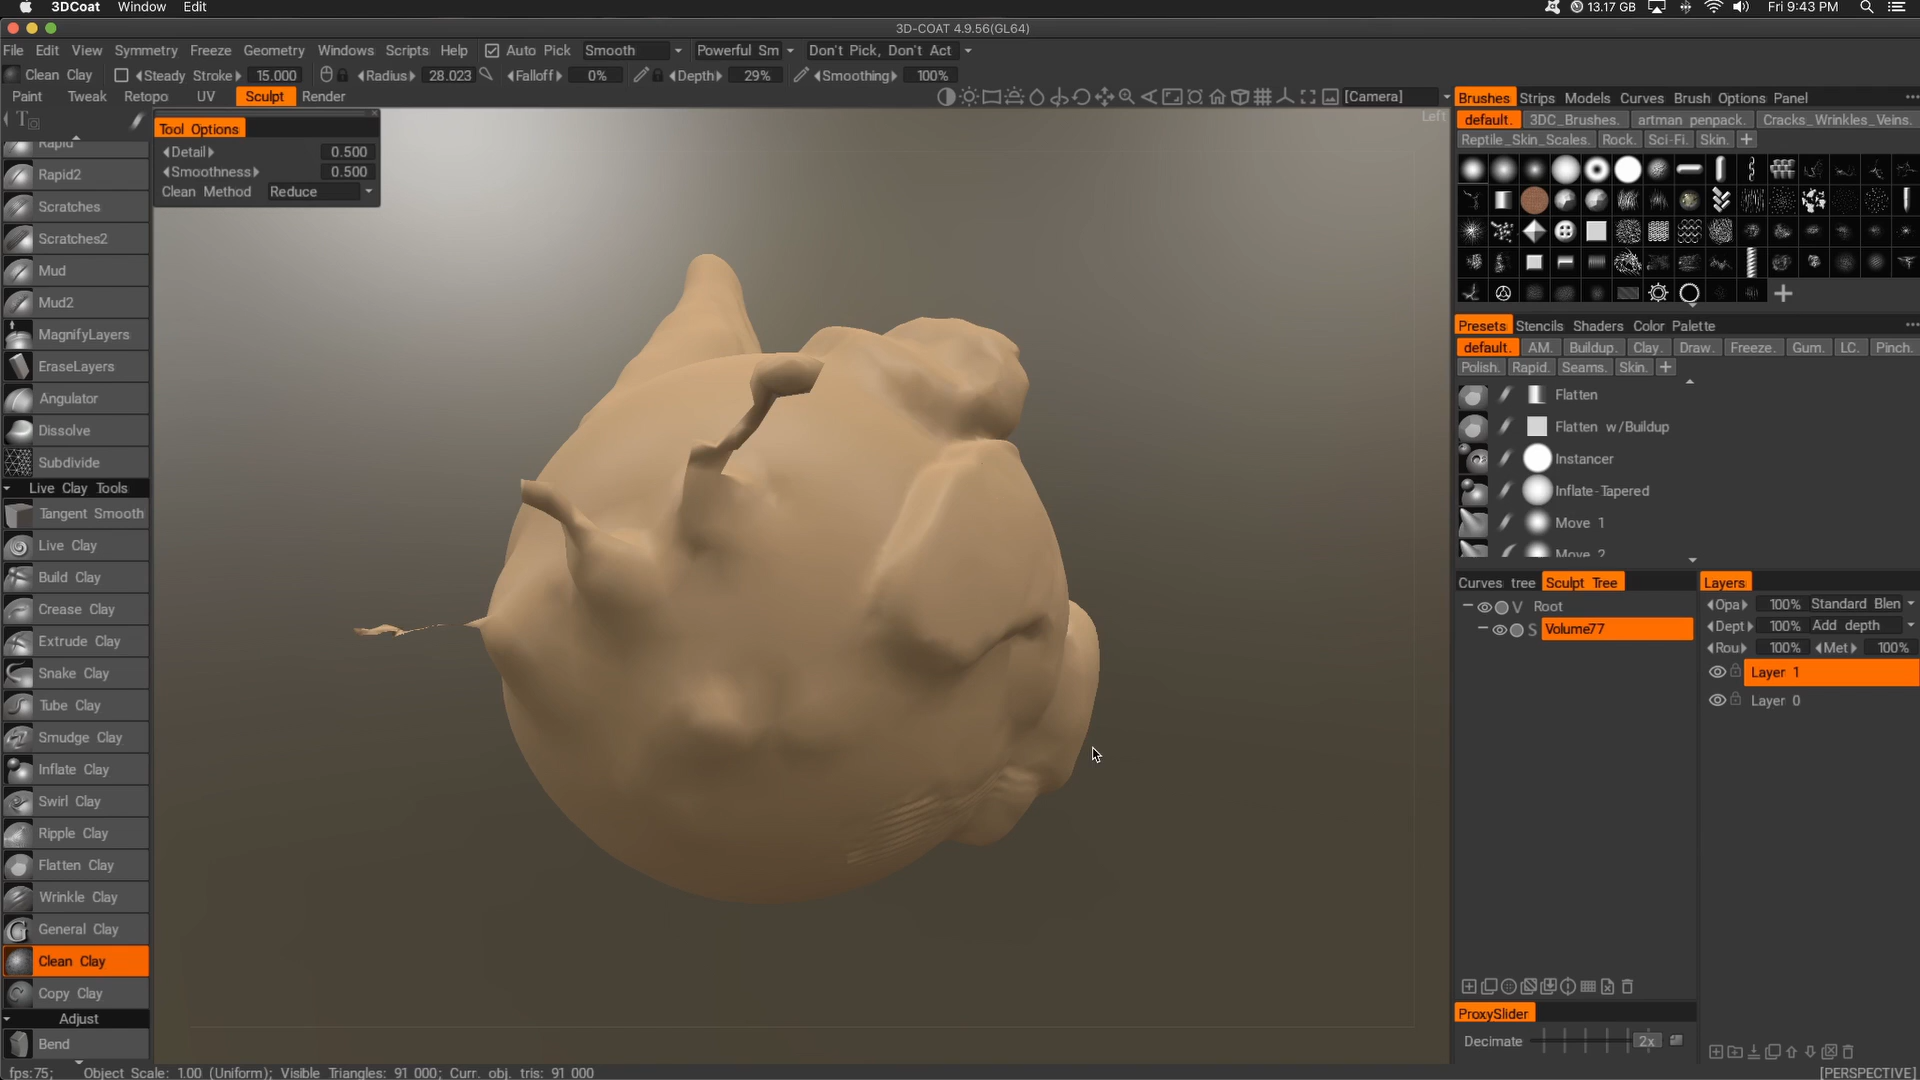 3DCoat Window Edit 13.17 GB Fri 9:43 PM
3D-COAT 4.9.56(GL64)
File Edit View Symmetry Freeze Geometry Windows Scripts Help Auto Pick Smooth Powerful Sm Don't Pick, Don't Act
Clean Clay Steady Stroke 15.000 Radius 28.023 Falloff 0% Depth 29% Smoothing 100%
Paint Tweak Retopo UV Sculpt Render [Camera]
Left
Tool Options
Detail 0.500
Smoothness 0.500
Clean Method Reduce
Rapid
Rapid2
Scratches
Scratches2
Mud
Mud2
MagnifyLayers
EraseLayers
Angulator
Dissolve
Subdivide
Live Clay Tools
Tangent Smooth
Live Clay
Build Clay
Crease Clay
Extrude Clay
Snake Clay
Tube Clay
Smudge Clay
Inflate Clay
Swirl Clay
Ripple Clay
Flatten Clay
Wrinkle Clay
General Clay
Clean Clay
Copy Clay
Adjust
Bend
Brushes Strips Models Curves Brush Options Panel
default. 3DC_Brushes. artman penpack. Cracks_Wrinkles_Veins.
Reptile_Skin_Scales. Rock. Sci-Fi. Skin.
Presets Stencils Shaders Color Palette
default. AM. Buildup. Clay. Draw. Freeze. Gum. LC. Pinch.
Polish. Rapid. Seams. Skin.
Flatten
Flatten w/Buildup
Instancer
Inflate-Tapered
Move 1
Move 2
Curves tree Sculpt Tree
V Root
S Volume77
Layers
Opa 100% Standard Blen
Dept 100% Add depth
Rou 100% Met 100%
Layer 1
Layer 0
ProxySlider
Decimate 2x
fps:75; Object Scale: 1.00 (Uniform); Visible Triangles: 91 000; Curr. obj. tris: 91 000 [PERSPECTIVE]